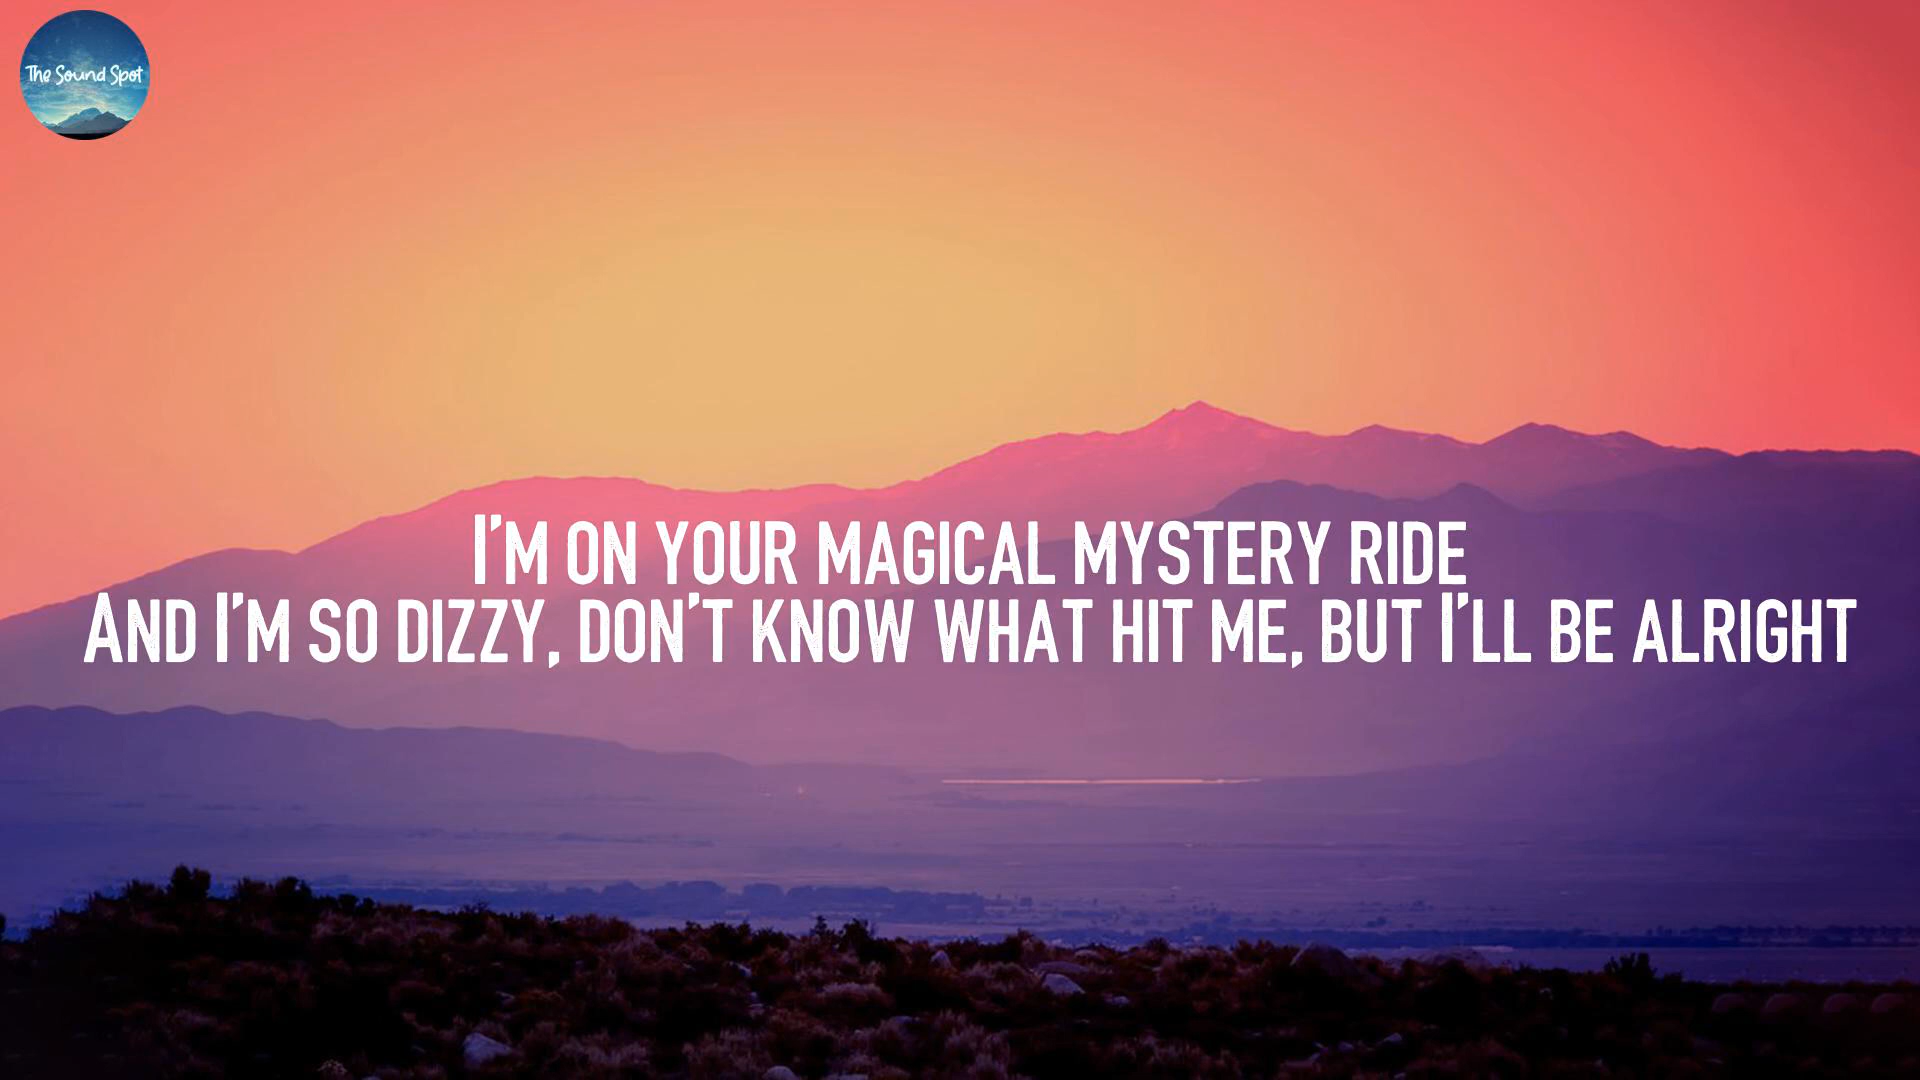 The Sound Spot
I'M ON YOUR MAGICAL MYSTERY RIDE
AND I'M SO DIZZY, DON'T KNOW WHAT HIT ME, BUT I'LL BE ALRIGHT